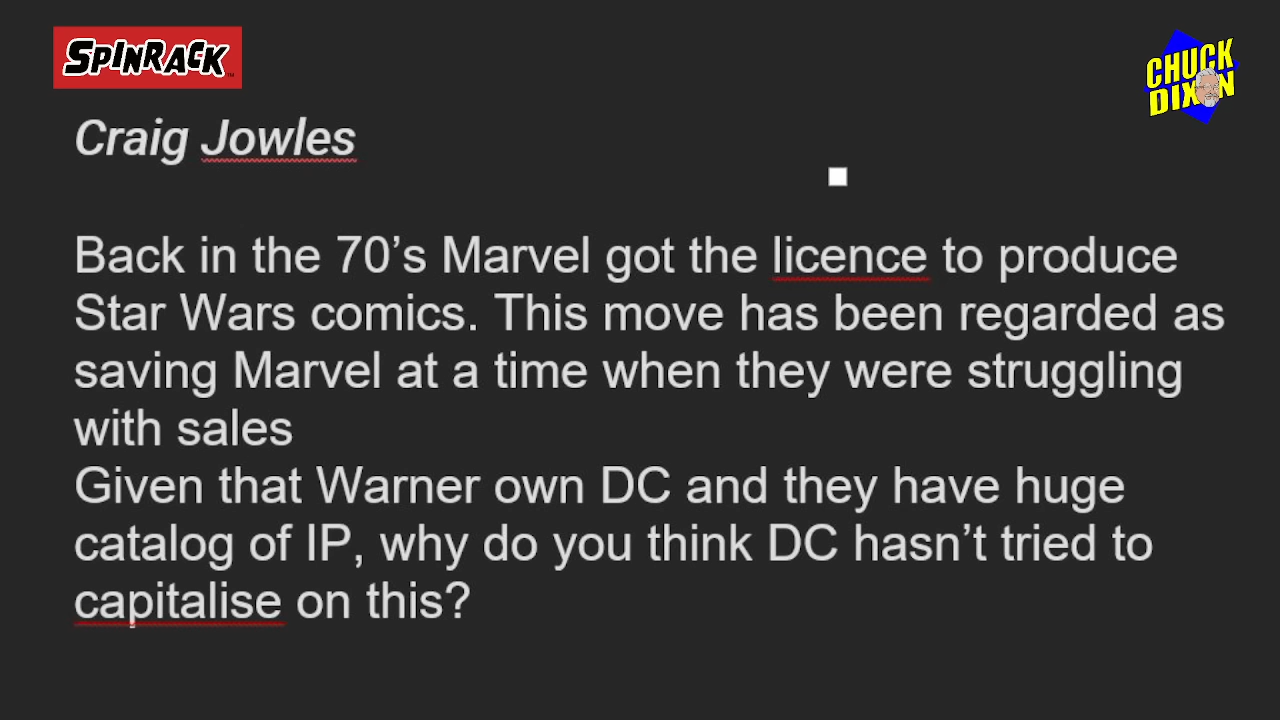 SPINRACK
CHUCK
DIXON
Craig Jowles
Back in the 70’s Marvel got the licence to produce
Star Wars comics. This move has been regarded as
saving Marvel at a time when they were struggling
with sales
Given that Warner own DC and they have huge
catalog of IP, why do you think DC hasn’t tried to
capitalise on this?